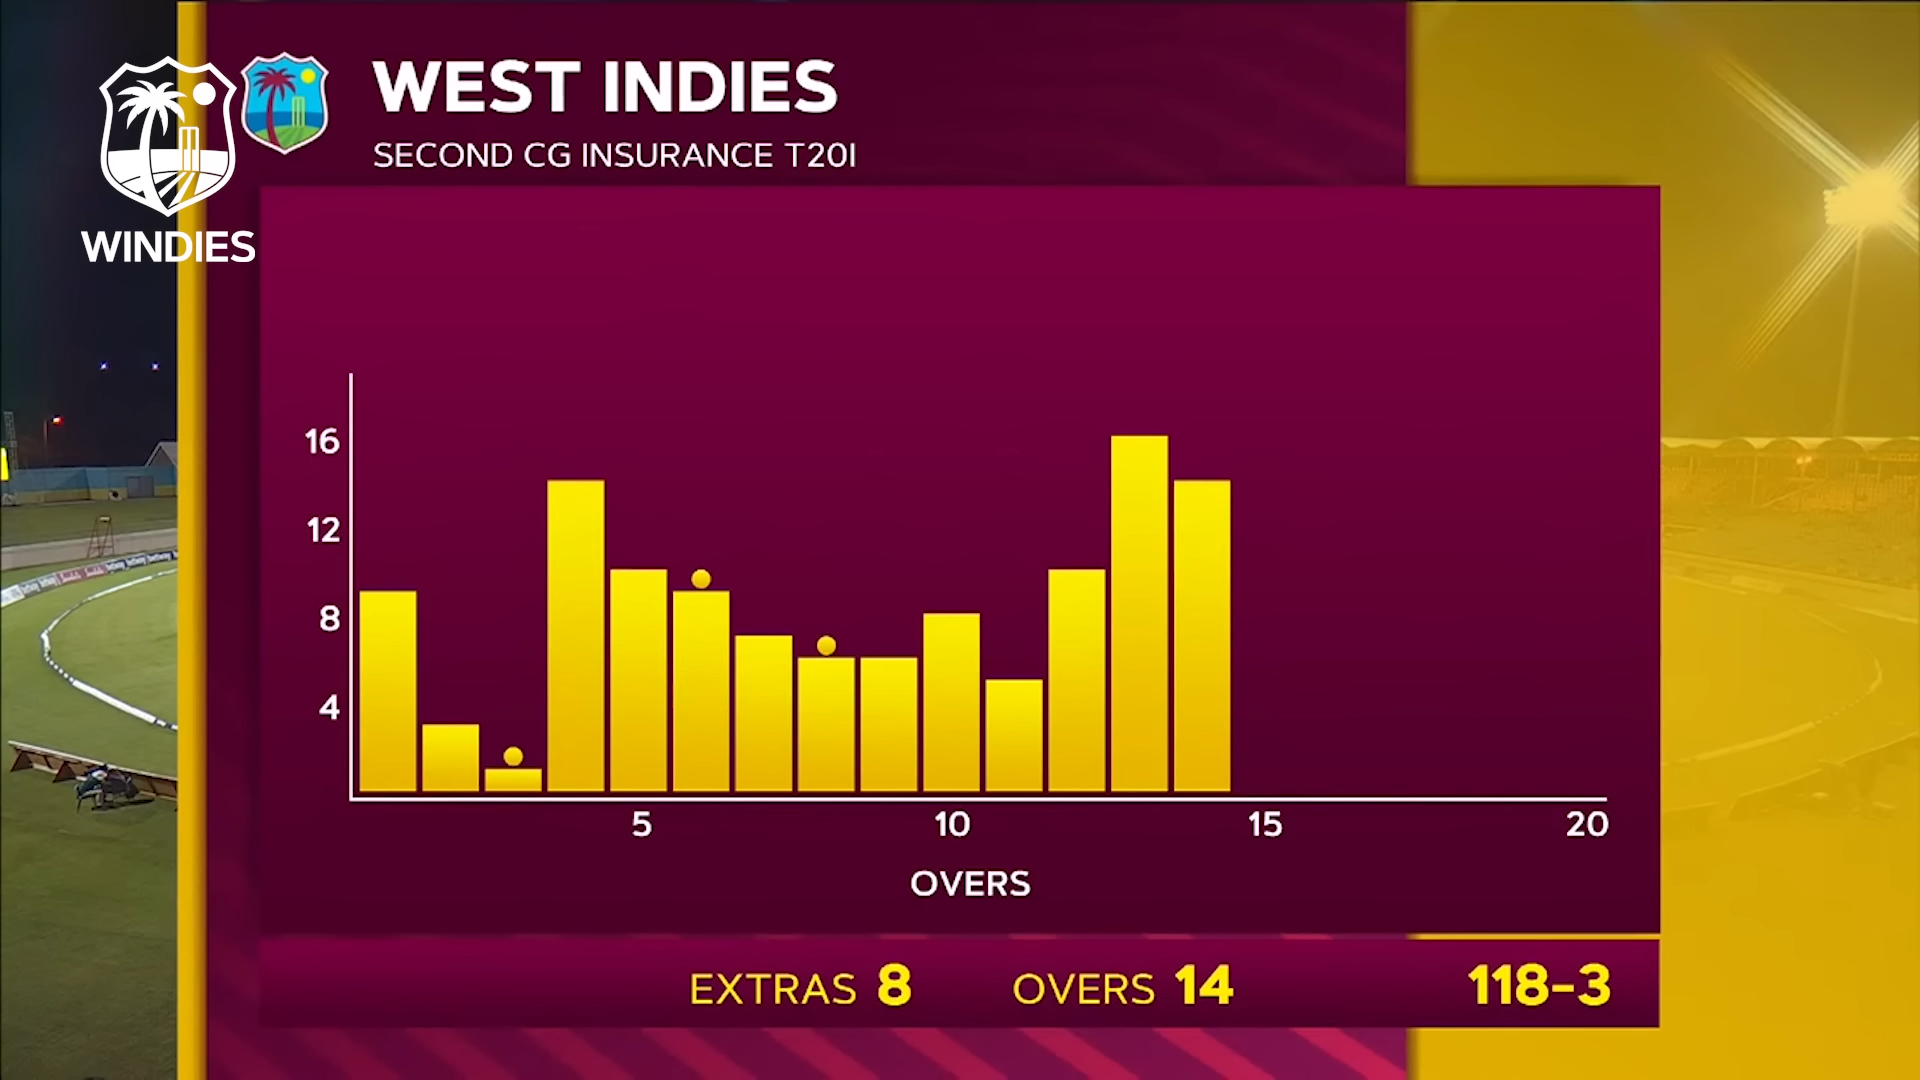 WINDIES
WEST INDIES
SECOND CG INSURANCE T20I
16
12
8
4
5 10 15 20
OVERS
EXTRAS 8 OVERS 14 118-3